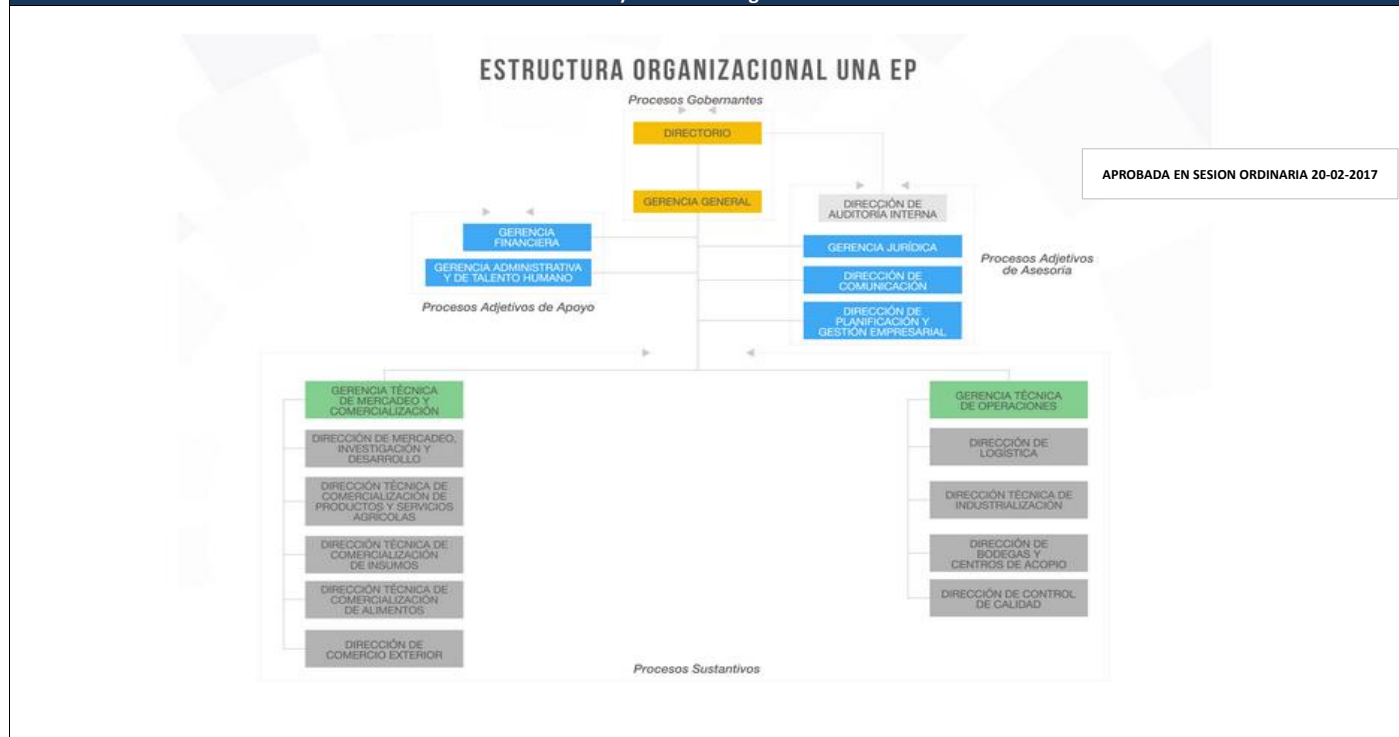 ESTRUCTURA ORGANIZACIONAL UNA EP
Procesos Gobernantes
DIRECTORIO
APROBADA EN SESION ORDINARIA 20-02-2017
GERENCIA GENERAL
DIRECCIÓN DE
AUDITORÍA INTERNA
GERENCIA
FINANCIERA
GERENCIA JURÍDICA
Procesos Adjetivos
de Asesoría
GERENCIA ADMINISTRATIVA
Y DE TALENTO HUMANO
DIRECCIÓN DE
COMUNICACIÓN
Procesos Adjetivos de Apoyo
DIRECCIÓN DE
PLANIFICACIÓN Y
GESTIÓN EMPRESARIAL
GERENCIA TÉCNICA
DE MERCADEO Y
COMERCIALIZACIÓN
DIRECCIÓN DE MERCADEO,
INVESTIGACIÓN Y
DESARROLLO
DIRECCIÓN TÉCNICA DE
COMERCIALIZACIÓN DE
PRODUCTOS Y SERVICIOS
AGRÍCOLAS
DIRECCIÓN TÉCNICA DE
COMERCIALIZACIÓN
DE INSUMOS
DIRECCIÓN TÉCNICA DE
COMERCIALIZACIÓN
DE ALIMENTOS
DIRECCIÓN DE
COMERCIO EXTERIOR
GERENCIA TÉCNICA
DE OPERACIONES
DIRECCIÓN DE
LOGÍSTICA
DIRECCIÓN TÉCNICA DE
INDUSTRIALIZACIÓN
DIRECCIÓN DE
BODEGAS Y
CENTROS DE ACOPIO
DIRECCIÓN DE CONTROL
DE CALIDAD
Procesos Sustantivos